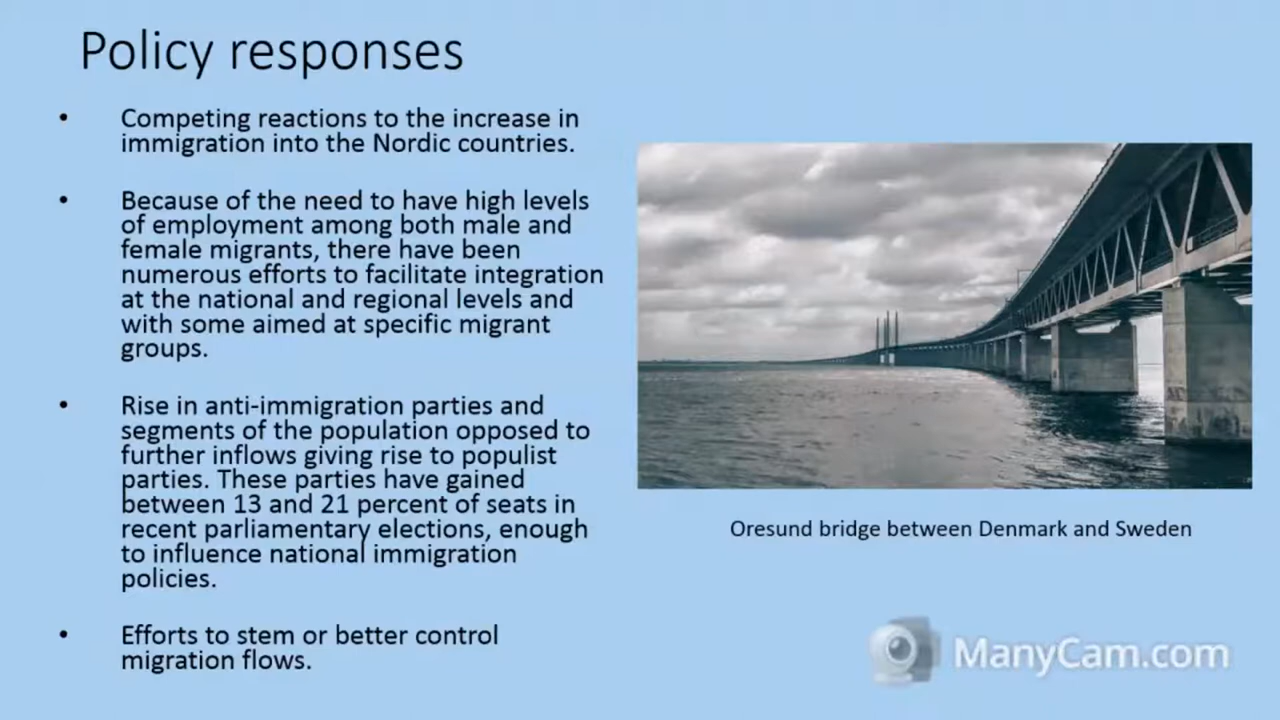 Policy responses
• Competing reactions to the increase in
immigration into the Nordic countries.
• Because of the need to have high levels
of employment among both male and
female migrants, there have been
numerous efforts to facilitate integration
at the national and regional levels and
with some aimed at specific migrant
groups.
• Rise in anti-immigration parties and
segments of the population opposed to
further inflows giving rise to populist
parties. These parties have gained
between 13 and 21 percent of seats in
recent parliamentary elections, enough
to influence national immigration
policies.
• Efforts to stem or better control
migration flows.
Oresund bridge between Denmark and Sweden
ManyCam.com